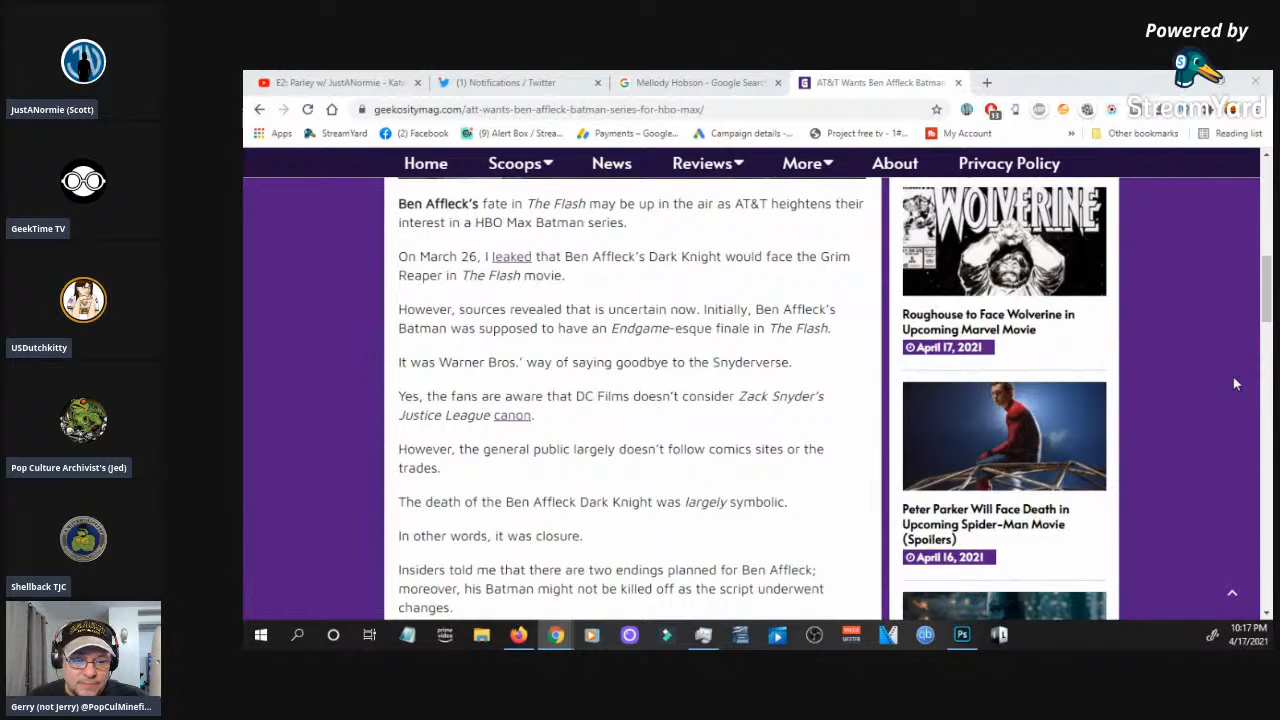 Powered by
StreamYard
JustANormie (Scott)
GeekTime TV
USDutchkitty
Pop Culture Archivist's (Jed)
Shellback TJC
Gerry (not Jerry) @PopCulMinefi...
E2: Parley w/ JustANormie - Kat
(1) Notifications / Twitter
Mellody Hobson - Google Searc
AT&T Wants Ben Affleck Batman
geekositymag.com/att-wants-ben-affleck-batman-series-for-hbo-max/
13
Apps
StreamYard
(2) Facebook
(9) Alert Box / Strea...
Payments – Google...
Campaign details -...
Project free tv - 1#...
My Account
»
Other bookmarks
Reading list
Home Scoops News Reviews More About Privacy Policy
Ben Affleck's fate in The Flash may be up in the air as AT&T heightens their
interest in a HBO Max Batman series.
On March 26, I leaked that Ben Affleck's Dark Knight would face the Grim
Reaper in The Flash movie.
However, sources revealed that is uncertain now. Initially, Ben Affleck's
Batman was supposed to have an Endgame-esque finale in The Flash.
It was Warner Bros.' way of saying goodbye to the Snyderverse.
Yes, the fans are aware that DC Films doesn't consider Zack Snyder's
Justice League canon.
However, the general public largely doesn't follow comics sites or the
trades.
The death of the Ben Affleck Dark Knight was largely symbolic.
In other words, it was closure.
Insiders told me that there are two endings planned for Ben Affleck;
moreover, his Batman might not be killed off as the script underwent
changes.
WOLVERINE
Roughouse to Face Wolverine in
Upcoming Marvel Movie
April 17, 2021
Peter Parker Will Face Death in
Upcoming Spider-Man Movie
(Spoilers)
April 16, 2021
prime video
Ps
10:17 PM
4/17/2021